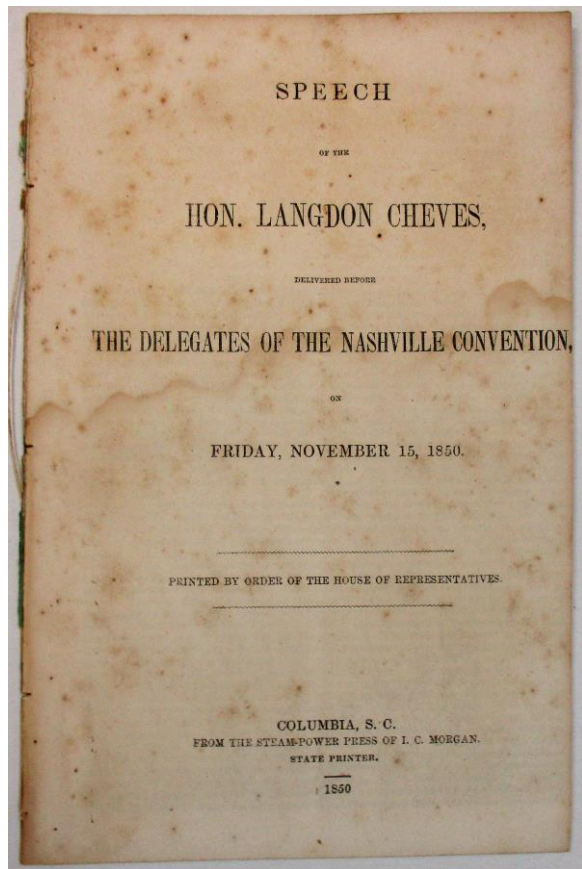 SPEECH
OF THE
HON. LANGDON CHEVES,
DELIVERED BEFORE
THE DELEGATES OF THE NASHVILLE CONVENTION,
ON
FRIDAY, NOVEMBER 15, 1850.
PRINTED BY ORDER OF THE HOUSE OF REPRESENTATIVES.
COLUMBIA, S. C.
FROM THE STEAM-POWER PRESS OF I. C. MORGAN.
STATE PRINTER.
1850